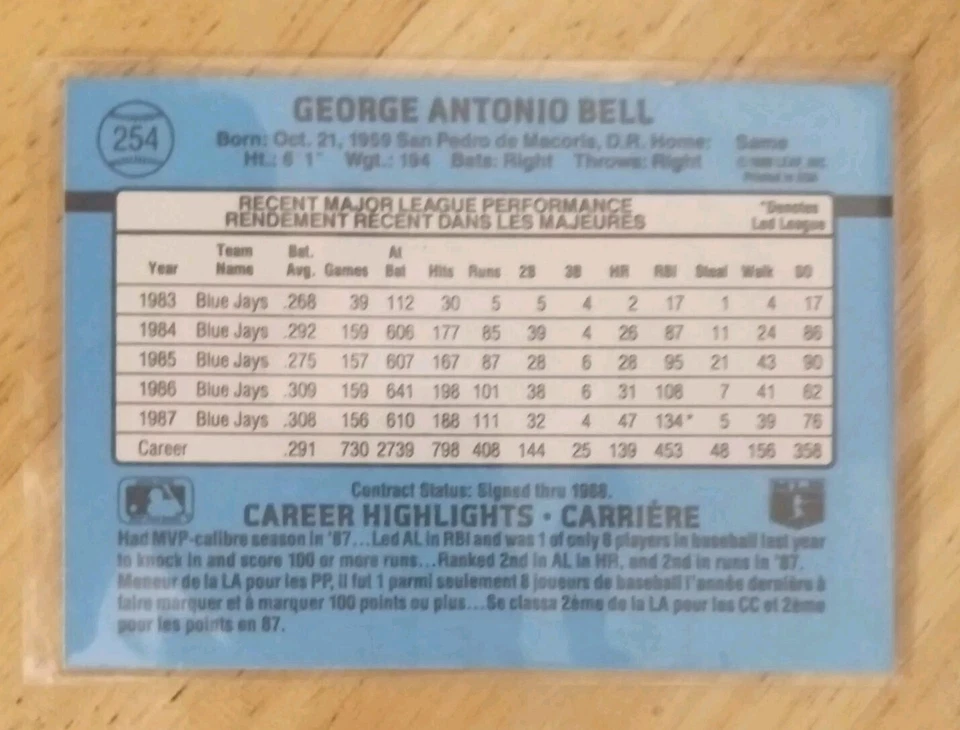 254
GEORGE ANTONIO BELL
Born: Oct. 21, 1959 San Pedro de Macoris, D.R. Home: Same
Ht.: 6' 1" Wgt.: 194 Bats: Right Throws: Right
© 1988 LEAF, INC.
Printed in USA
RECENT MAJOR LEAGUE PERFORMANCE
RENDEMENT RÉCENT DANS LES MAJEURES
*Denotes
Led League
Year Team Name Bat. Avg. Games At Bat Hits Runs 2B 3B HR RBI Steal Walk SO
1983 Blue Jays .268 39 112 30 5 5 4 2 17 1 4 17
1984 Blue Jays .292 159 606 177 85 39 4 26 87 11 24 86
1985 Blue Jays .275 157 607 167 87 28 6 28 95 21 43 90
1986 Blue Jays .309 159 641 198 101 38 6 31 108 7 41 62
1987 Blue Jays .308 156 610 188 111 32 4 47 134* 5 39 76
Career .291 730 2739 798 408 144 25 139 453 48 156 358
Contract Status: Signed thru 1988.
CAREER HIGHLIGHTS · CARRIÈRE
Had MVP-calibre season in '87...Led AL in RBI and was 1 of only 8 players in baseball last year
to knock in and score 100 or more runs...Ranked 2nd in AL in HR, and 2nd in runs in '87.
Meneur de la LA pour les PP, il fut 1 parmi seulement 8 joueurs de baseball l'année dernière à
faire marquer et à marquer 100 points ou plus...Se classa 2ème de la LA pour les CC et 2ème
pour les points en 87.